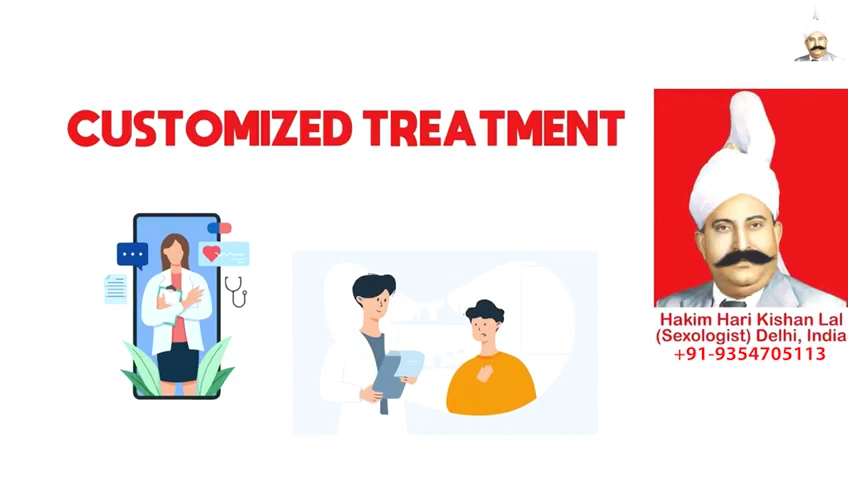 CUSTOMIZED TREATMENT
Hakim Hari Kishan Lal
(Sexologist) Delhi, India
+91-9354705113